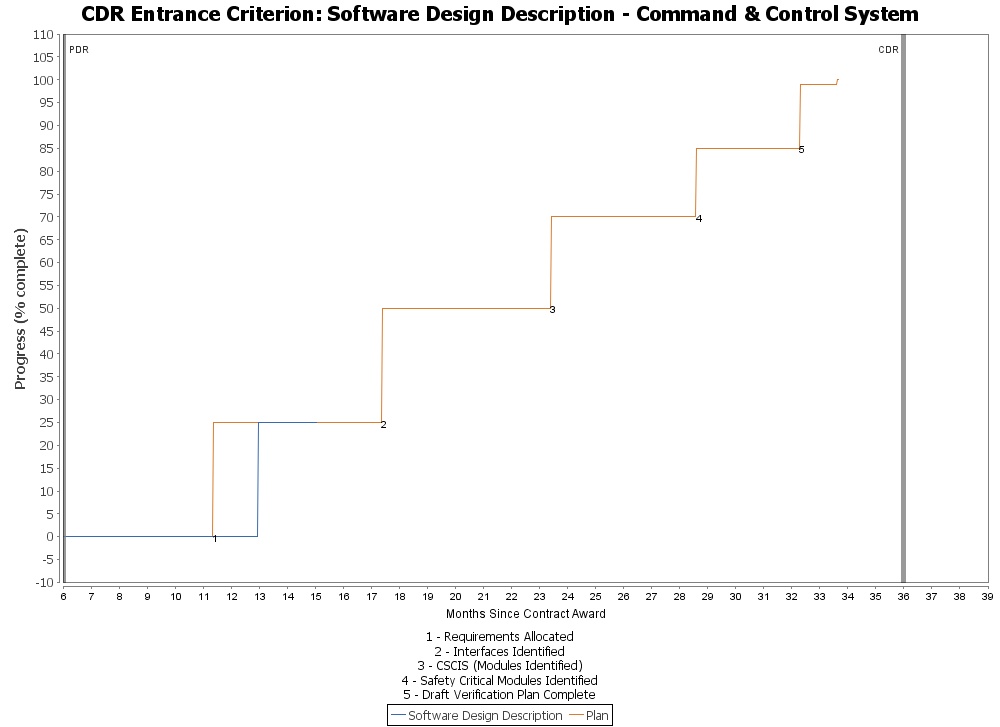 CDR Entrance Criterion: Software Design Description - Command & Control System
110
105
100
95
90
85
80
75
70
65
60
55
50
45
40
35
30
25
20
15
10
5
0
-5
-10
Progress (% complete)
PDR
CDR
1
2
3
4
5
6 7 8 9 10 11 12 13 14 15 16 17 18 19 20 21 22 23 24 25 26 27 28 29 30 31 32 33 34 35 36 37 38 39
Months Since Contract Award
1 - Requirements Allocated
2 - Interfaces Identified
3 - CSCIS (Modules Identified)
4 - Safety Critical Modules Identified
5 - Draft Verification Plan Complete
Software Design Description Plan